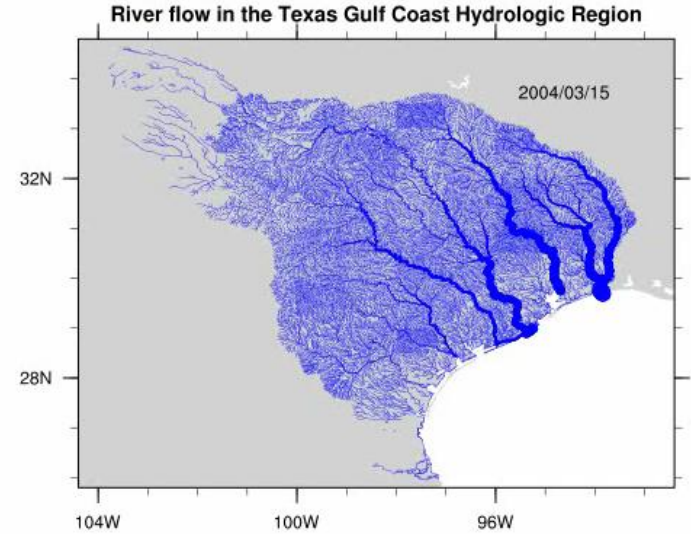 River flow in the Texas Gulf Coast Hydrologic Region
2004/03/15
32N
28N
104W
100W
96W